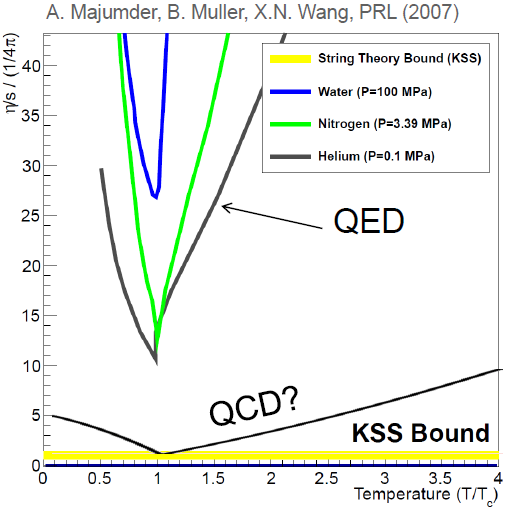 A. Majumder, B. Muller, X.N. Wang, PRL (2007)
η/s / (1/4π)
40
35
30
25
20
15
10
5
0
String Theory Bound (KSS)
Water (P=100 MPa)
Nitrogen (P=3.39 MPa)
Helium (P=0.1 MPa)
QED
QCD?
KSS Bound
0 0.5 1 1.5 2 2.5 3 3.5 4
Temperature (T/Tc)